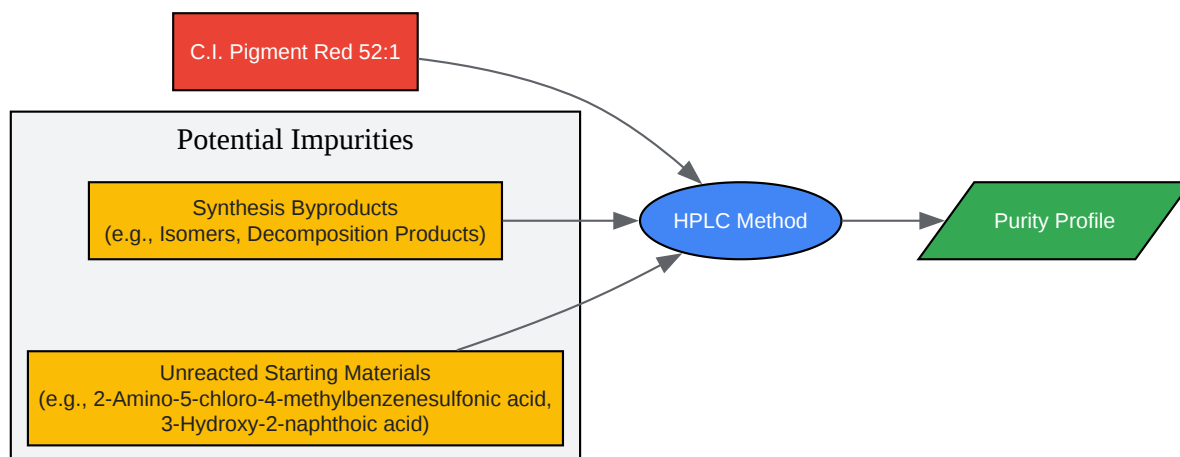 C.I. Pigment Red 52:1
Potential Impurities
Synthesis Byproducts
(e.g., Isomers, Decomposition Products)
HPLC Method
Purity Profile
Unreacted Starting Materials
(e.g., 2-Amino-5-chloro-4-methylbenzenesulfonic acid,
3-Hydroxy-2-naphthoic acid)